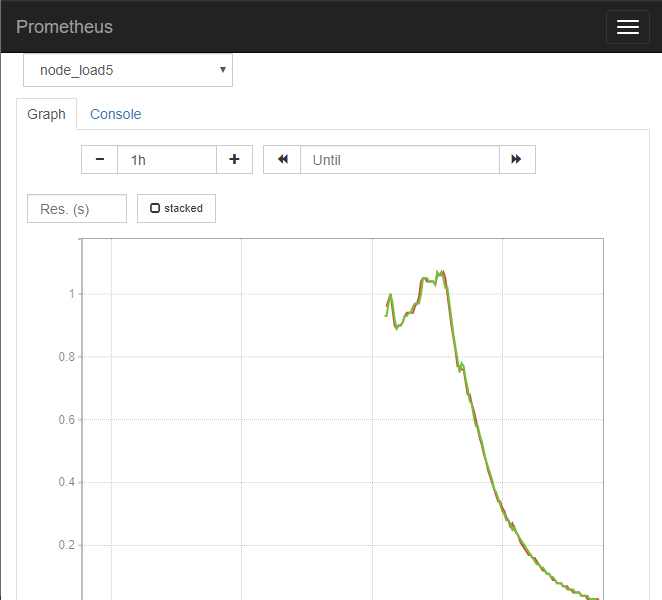 Prometheus
node_load5
Graph Console
1h Until
Res. (s) stacked
1
0.8
0.6
0.4
0.2